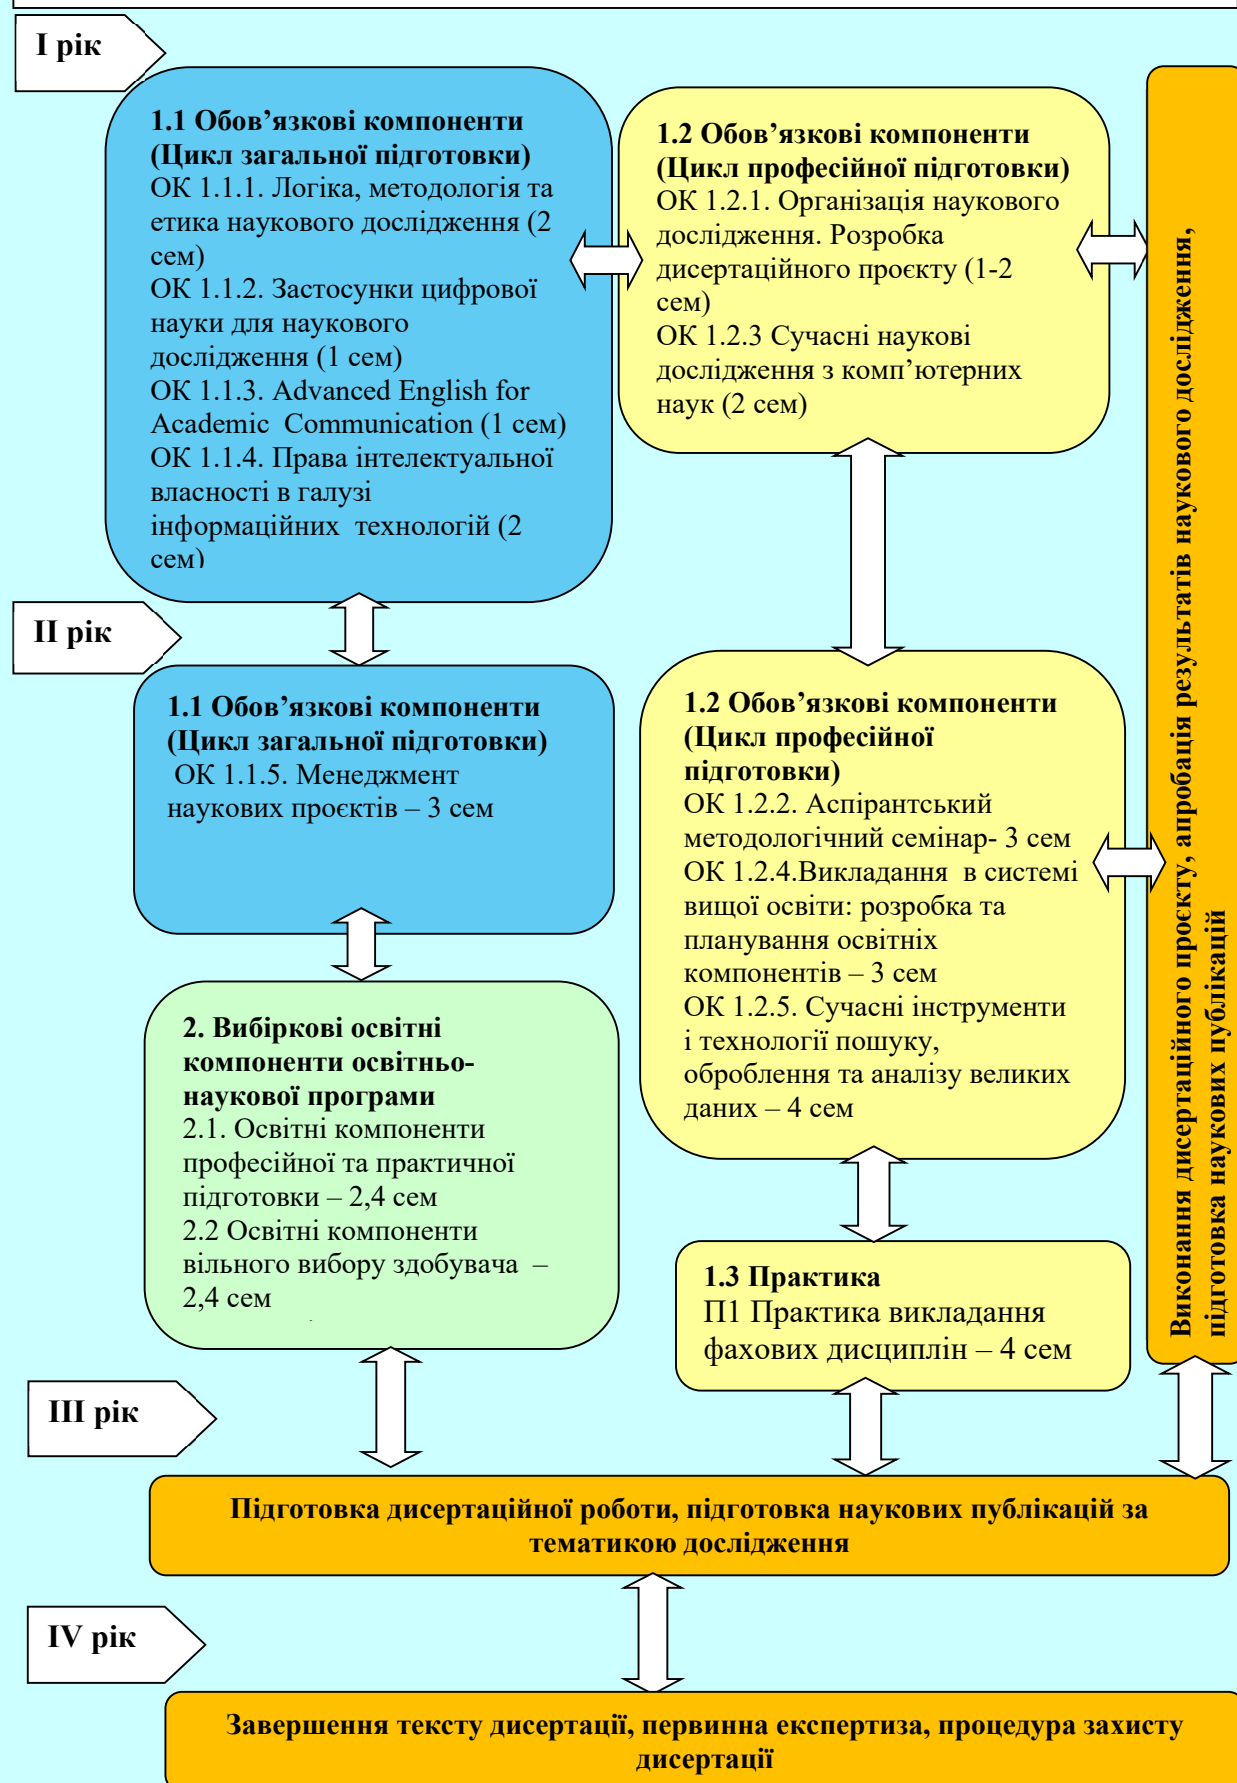 І рік
1.1 Обов’язкові компоненти
(Цикл загальної підготовки)
ОК 1.1.1. Логіка, методологія та
етика наукового дослідження (2
сем)
ОК 1.1.2. Застосунки цифрової
науки для наукового
дослідження (1 сем)
ОК 1.1.3. Advanced English for
Academic  Communication (1 сем)
ОК 1.1.4. Права інтелектуальної
власності в галузі
інформаційних  технологій (2
сем)
1.2 Обов’язкові компоненти
(Цикл професійної підготовки)
ОК 1.2.1. Організація наукового
дослідження. Розробка
дисертаційного проєкту (1-2
сем)
ОК 1.2.3 Сучасні наукові
дослідження з комп’ютерних
наук (2 сем)
Виконання дисертаційного проєкту, апробація результатів наукового дослідження,
підготовка наукових публікацій
ІІ рік
1.1 Обов’язкові компоненти
(Цикл загальної підготовки)
ОК 1.1.5. Менеджмент
наукових проєктів – 3 сем
1.2 Обов’язкові компоненти
(Цикл професійної
підготовки)
ОК 1.2.2. Аспірантський
методологічний семінар- 3 сем
ОК 1.2.4.Викладання  в системі
вищої освіти: розробка та
планування освітніх
компонентів – 3 сем
ОК 1.2.5. Сучасні інструменти
і технології пошуку,
оброблення та аналізу великих
даних – 4 сем
2. Вибіркові освітні
компоненти освітньо-
наукової програми
2.1. Освітні компоненти
професійної та практичної
підготовки – 2,4 сем
2.2 Освітні компоненти
вільного вибору здобувача  –
2,4 сем
1.3 Практика
П1 Практика викладання
фахових дисциплін – 4 сем
ІІІ рік
Підготовка дисертаційної роботи, підготовка наукових публікацій за
тематикою дослідження
IV рік
Завершення тексту дисертації, первинна експертиза, процедура захисту
дисертації